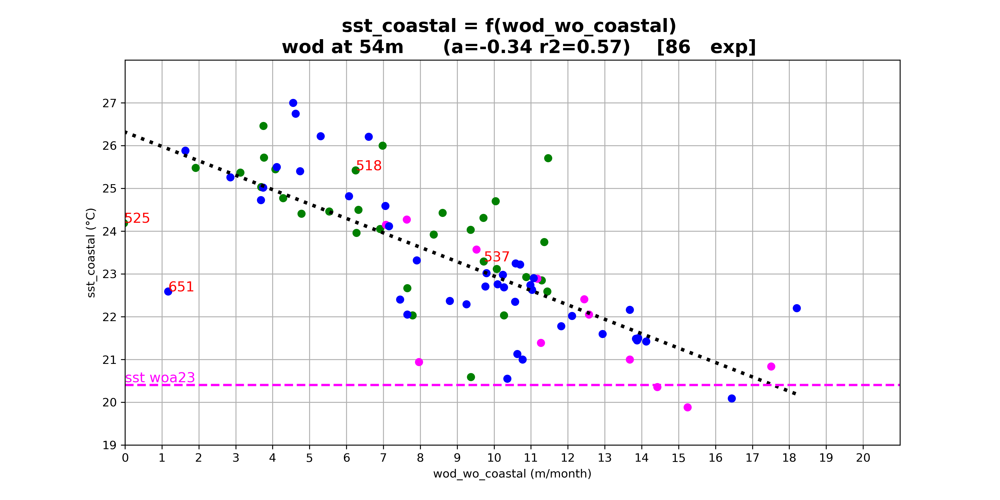 sst_coastal = f(wod_wo_coastal)
wod at 54m (a=-0.34 r2=0.57) [86 exp]
27
26
518
25
525
24
537
23
651
22
21
sst woa23
20
19
sst_coastal (°C)
0 1 2 3 4 5 6 7 8 9 10 11 12 13 14 15 16 17 18 19 20
wod_wo_coastal (m/month)